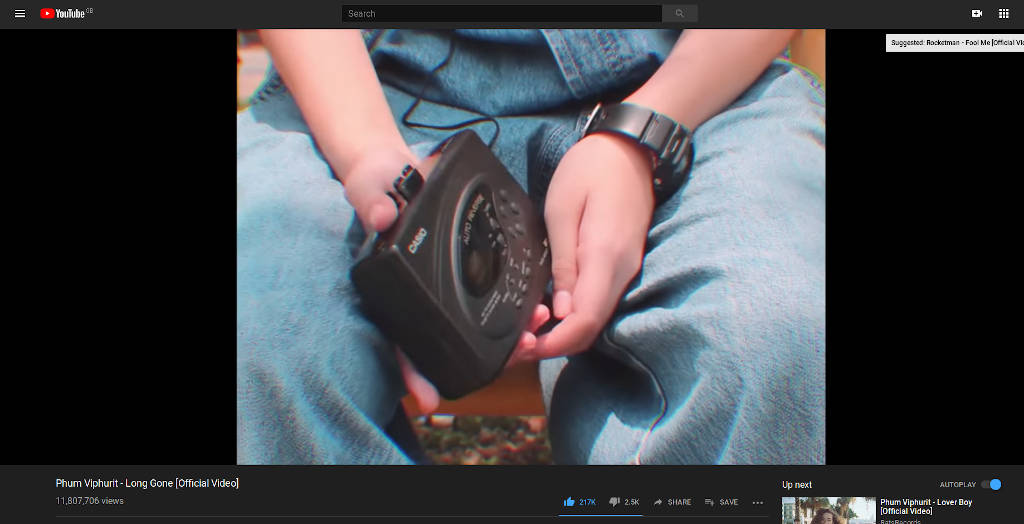 YouTube GB
Search
Suggested: Rocketman - Fool Me [Official Vi
CASIO
AUTO REVERSE
Phum Viphurit - Long Gone [Official Video]
11,807,706 views
217K
2.5K
SHARE
SAVE
Up next
AUTOPLAY
Phum Viphurit - Lover Boy
[Official Video]
RatsRecords